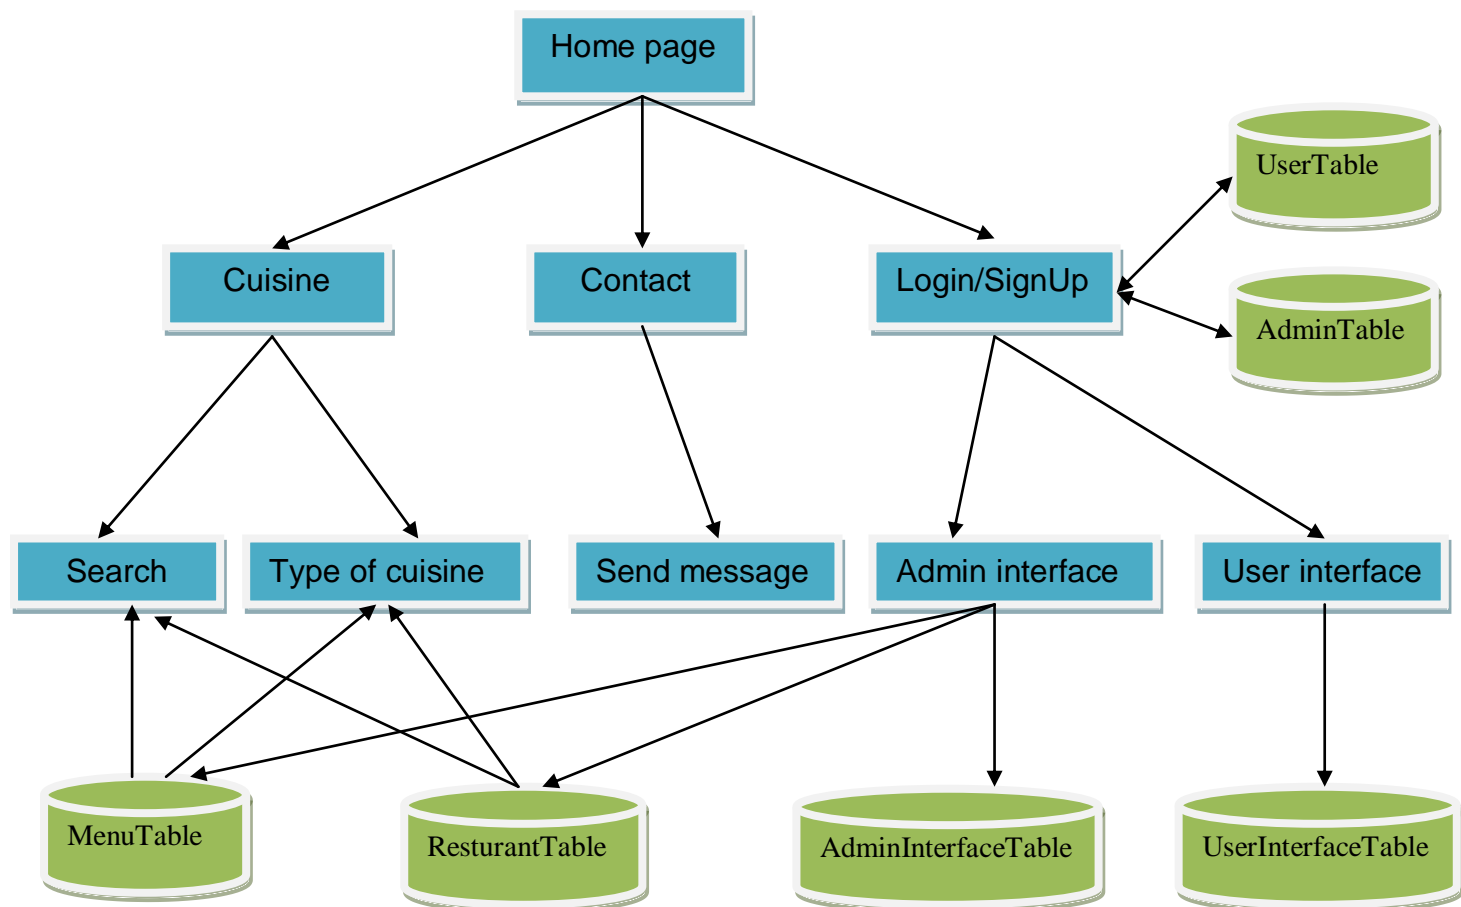 Home page
UserTable
Cuisine
Contact
Login/SignUp
AdminTable
Search
Type of cuisine
Send message
Admin interface
User interface
MenuTable
ResturantTable
AdminInterfaceTable
UserInterfaceTable